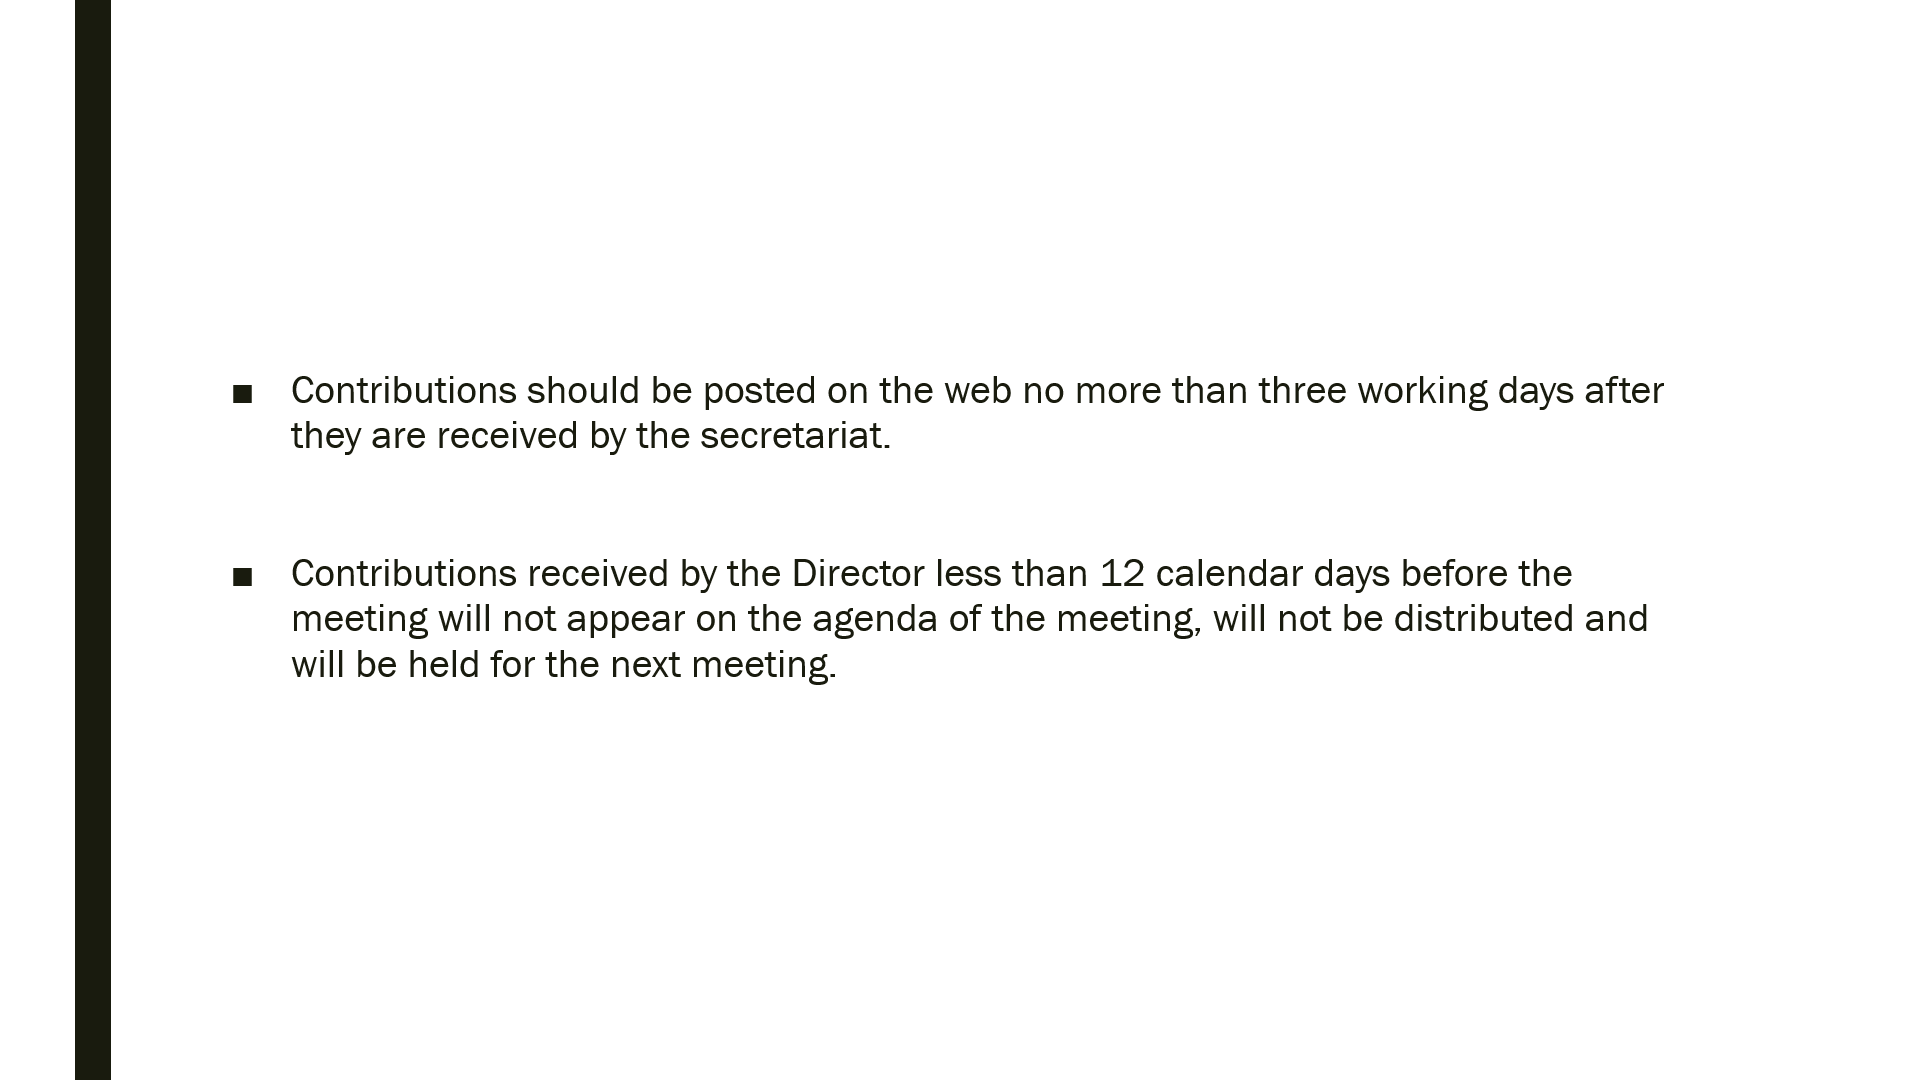 ■ Contributions should be posted on the web no more than three working days after
they are received by the secretariat.
■ Contributions received by the Director less than 12 calendar days before the
meeting will not appear on the agenda of the meeting, will not be distributed and
will be held for the next meeting.